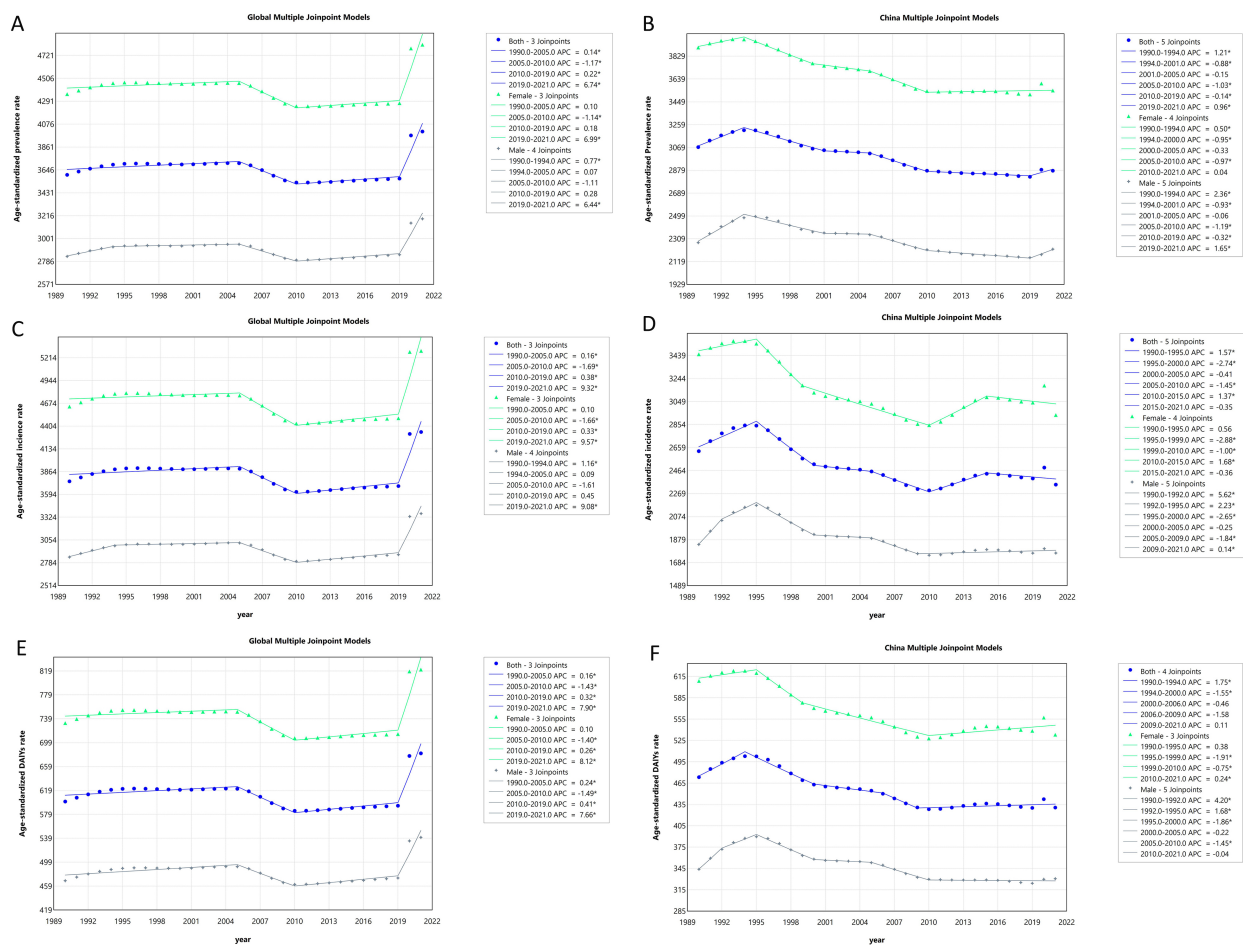 A
Global Multiple Joinpoint Models
Age-standardized prevalence rate
4721
4506
4291
4076
3861
3646
3431
3216
3001
2786
2571
1989 1992 1995 1998 2001 2004 2007 2010 2013 2016 2019 2022
Both - 3 Joinpoints
1990.0-2005.0 APC = 0.14*
2005.0-2010.0 APC = -1.17*
2010.0-2019.0 APC = 0.22*
2019.0-2021.0 APC = 6.74*
Female - 3 Joinpoints
1990.0-2005.0 APC = 0.10
2005.0-2010.0 APC = -1.14*
2010.0-2019.0 APC = 0.18
2019.0-2021.0 APC = 6.99*
Male - 4 Joinpoints
1990.0-1994.0 APC = 0.77*
1994.0-2005.0 APC = 0.07
2005.0-2010.0 APC = -1.11
2010.0-2019.0 APC = 0.28
2019.0-2021.0 APC = 6.44*
B
China Multiple Joinpoint Models
Age-standardized Prevalence rate
3829
3639
3449
3259
3069
2879
2689
2499
2309
2119
1929
1989 1992 1995 1998 2001 2004 2007 2010 2013 2016 2019 2022
Both - 5 Joinpoints
1990.0-1994.0 APC = 1.21*
1994.0-2001.0 APC = -0.88*
2001.0-2005.0 APC = -0.15
2005.0-2010.0 APC = -1.03*
2010.0-2019.0 APC = -0.14*
2019.0-2021.0 APC = 0.96*
Female - 4 Joinpoints
1990.0-1994.0 APC = 0.50*
1994.0-2000.0 APC = -0.95*
2000.0-2005.0 APC = -0.33
2005.0-2010.0 APC = -0.97*
2010.0-2021.0 APC = 0.04
Male - 5 Joinpoints
1990.0-1994.0 APC = 2.36*
1994.0-2001.0 APC = -0.93*
2001.0-2005.0 APC = -0.06
2005.0-2010.0 APC = -1.19*
2010.0-2019.0 APC = -0.32*
2019.0-2021.0 APC = 1.65*
C
Global Multiple Joinpoint Models
Age-standardized incidence rate
5214
4944
4674
4404
4134
3864
3594
3324
3054
2784
2514
1989 1992 1995 1998 2001 2004 2007 2010 2013 2016 2019 2022
year
Both - 3 Joinpoints
1990.0-2005.0 APC = 0.16*
2005.0-2010.0 APC = -1.69*
2010.0-2019.0 APC = 0.38*
2019.0-2021.0 APC = 9.32*
Female - 3 Joinpoints
1990.0-2005.0 APC = 0.10
2005.0-2010.0 APC = -1.66*
2010.0-2019.0 APC = 0.33*
2019.0-2021.0 APC = 9.57*
Male - 4 Joinpoints
1990.0-1994.0 APC = 1.16*
1994.0-2005.0 APC = 0.09
2005.0-2010.0 APC = -1.61
2010.0-2019.0 APC = 0.45
2019.0-2021.0 APC = 9.08*
D
China Multiple Joinpoint Models
Age-standardized incidence rate
3439
3244
3049
2854
2659
2464
2269
2074
1879
1684
1489
1989 1992 1995 1998 2001 2004 2007 2010 2013 2016 2019 2022
year
Both - 5 Joinpoints
1990.0-1995.0 APC = 1.57*
1995.0-2000.0 APC = -2.74*
2000.0-2005.0 APC = -0.41
2005.0-2010.0 APC = -1.45*
2010.0-2015.0 APC = 1.37*
2015.0-2021.0 APC = -0.35
Female - 4 Joinpoints
1990.0-1995.0 APC = 0.56
1995.0-1999.0 APC = -2.88*
1999.0-2010.0 APC = -1.00*
2010.0-2015.0 APC = 1.68*
2015.0-2021.0 APC = -0.36
Male - 5 Joinpoints
1990.0-1992.0 APC = 5.62*
1992.0-1995.0 APC = 2.23*
1995.0-2000.0 APC = -2.65*
2000.0-2005.0 APC = -0.25
2005.0-2009.0 APC = -1.84*
2009.0-2021.0 APC = 0.14*
E
Global Multiple Joinpoint Models
Age-standardized DAlYs rate
819
779
739
699
659
619
579
539
499
459
419
1989 1992 1995 1998 2001 2004 2007 2010 2013 2016 2019 2022
year
Both - 3 Joinpoints
1990.0-2005.0 APC = 0.16*
2005.0-2010.0 APC = -1.43*
2010.0-2019.0 APC = 0.32*
2019.0-2021.0 APC = 7.90*
Female - 3 Joinpoints
1990.0-2005.0 APC = 0.10
2005.0-2010.0 APC = -1.40*
2010.0-2019.0 APC = 0.26*
2019.0-2021.0 APC = 8.12*
Male - 3 Joinpoints
1990.0-2005.0 APC = 0.24*
2005.0-2010.0 APC = -1.49*
2010.0-2019.0 APC = 0.41*
2019.0-2021.0 APC = 7.66*
F
China Multiple Joinpoint Models
Age-standardized DAlYs rate
615
585
555
525
495
465
435
405
375
345
315
285
1989 1992 1995 1998 2001 2004 2007 2010 2013 2016 2019 2022
year
Both - 4 Joinpoints
1990.0-1994.0 APC = 1.75*
1994.0-2000.0 APC = -1.55*
2000.0-2006.0 APC = -0.46
2006.0-2009.0 APC = -1.58
2009.0-2021.0 APC = 0.11
Female - 3 Joinpoints
1990.0-1995.0 APC = 0.38
1995.0-1999.0 APC = -1.91*
1999.0-2010.0 APC = -0.75*
2010.0-2021.0 APC = 0.24*
Male - 5 Joinpoints
1990.0-1992.0 APC = 4.20*
1992.0-1995.0 APC = 1.68*
1995.0-2000.0 APC = -1.86*
2000.0-2005.0 APC = -0.22
2005.0-2010.0 APC = -1.45*
2010.0-2021.0 APC = -0.04